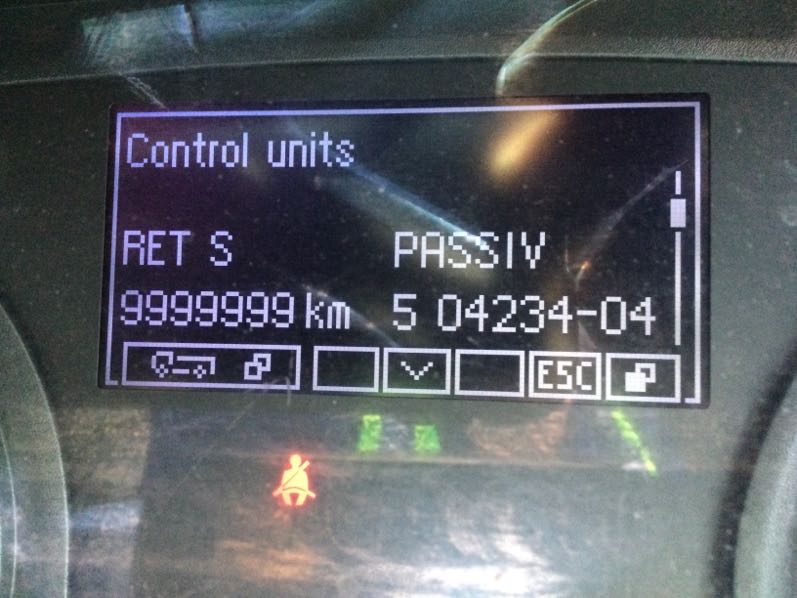 Control units
RET S PASSIV
9999999 km 5 04234-04
ESC